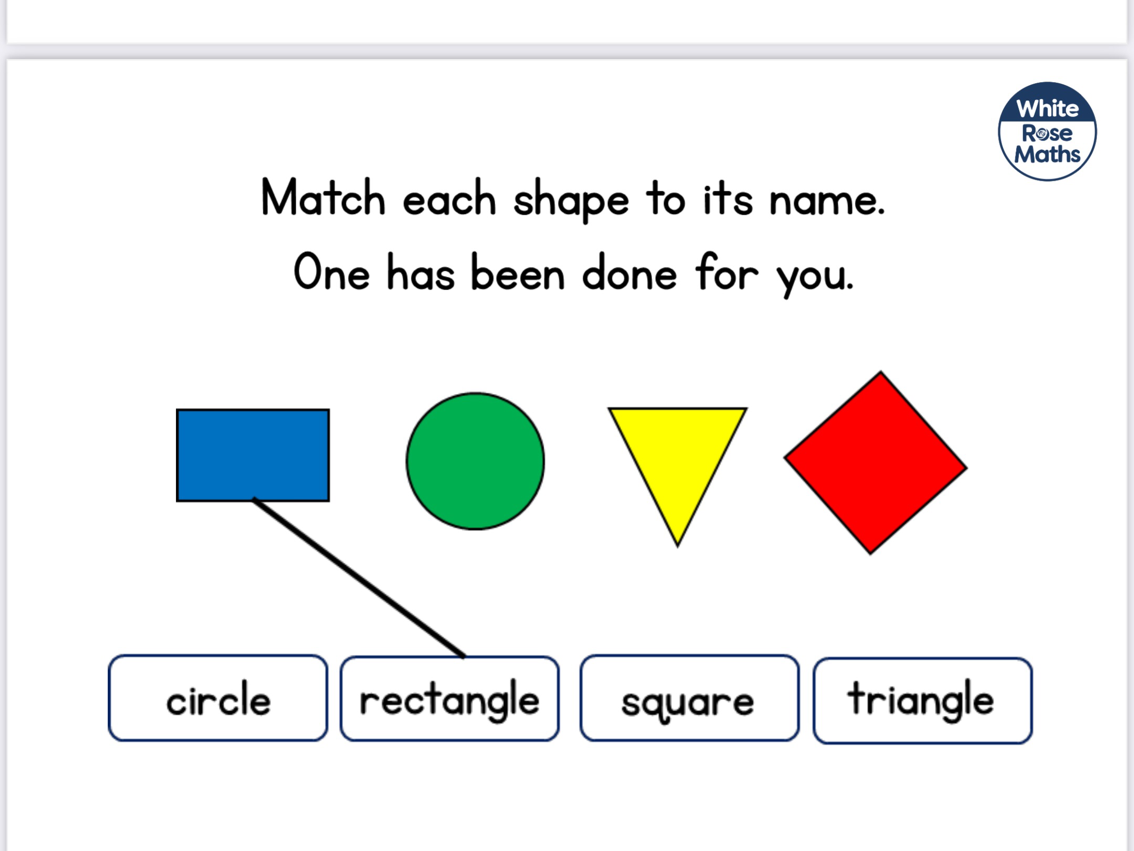 White
Rose
Maths
Match each shape to its name.
One has been done for you.
circle
rectangle
square
triangle